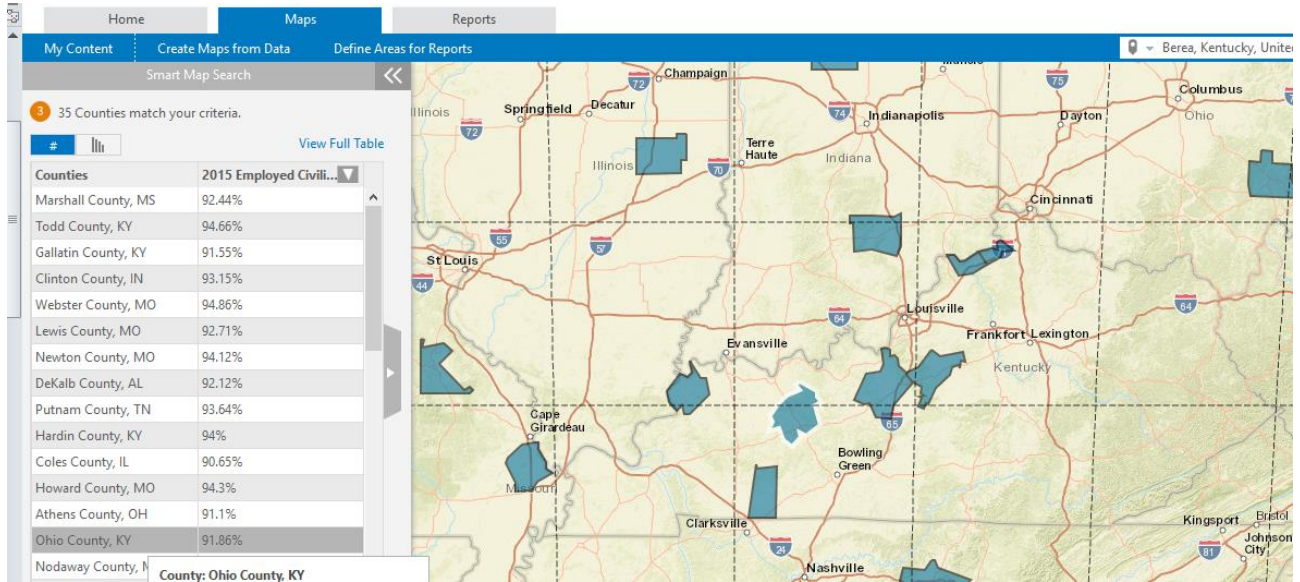 Home Maps Reports
My Content Create Maps from Data Define Areas for Reports Berea, Kentucky, Unite
Smart Map Search
3 35 Counties match your criteria.
# View Full Table
Counties 2015 Employed Civili...
Marshall County, MS 92.44%
Todd County, KY 94.66%
Gallatin County, KY 91.55%
Clinton County, IN 93.15%
Webster County, MO 94.86%
Lewis County, MO 92.71%
Newton County, MO 94.12%
DeKalb County, AL 92.12%
Putnam County, TN 93.64%
Hardin County, KY 94%
Coles County, IL 90.65%
Howard County, MO 94.3%
Athens County, OH 91.1%
Ohio County, KY 91.86%
Nodaway County,
County: Ohio County, KY
Champaign
72
75
Columbus
Springfield
Decatur
Illinois
72
74
Indianapolis
Dayton
Ohio
Terre
Haute
Illinois
70
Indiana
Cincinnati
55
57
St Louis
44
Louisville
64
64
Frankfort
Lexington
Evansville
Kentucky
Cape
Girardeau
65
Bowling
Green
Missouri
Clarksville
Kingsport
Bristol
Johnson
City
24
81
Nashville